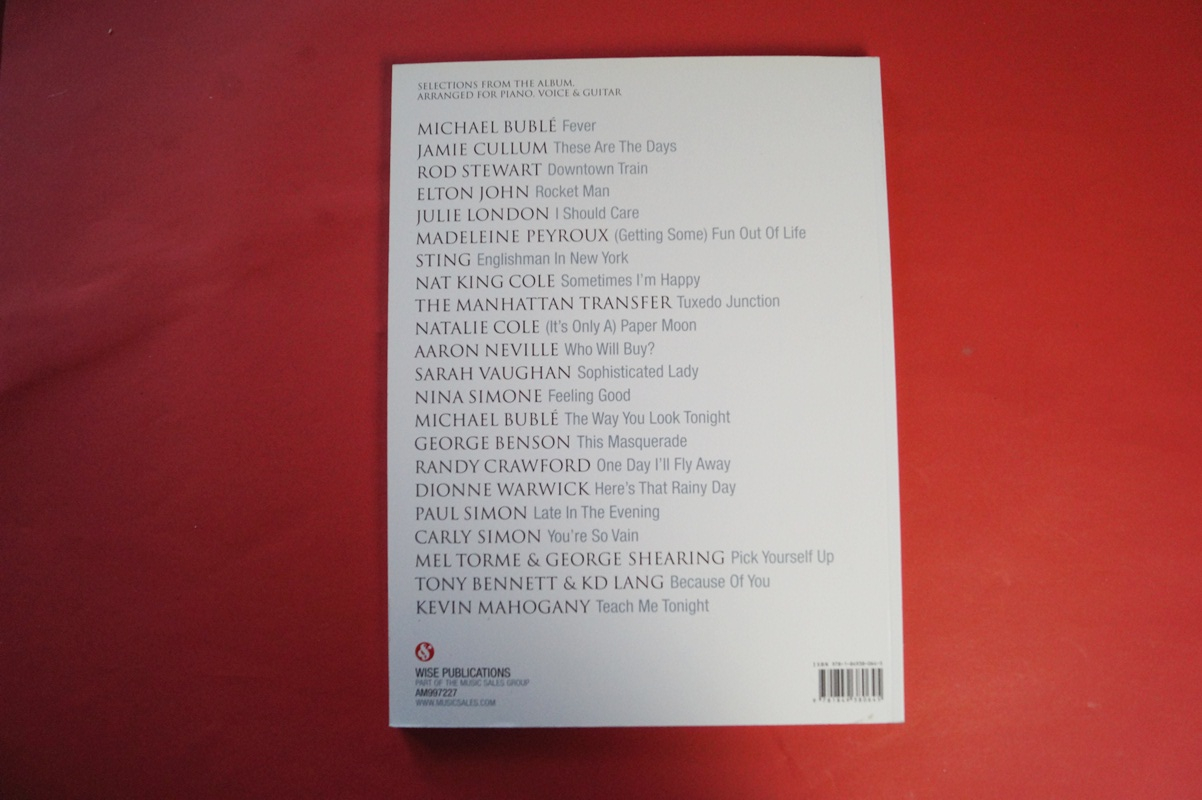 SELECTIONS FROM THE ALBUM,
ARRANGED FOR PIANO, VOICE & GUITAR
MICHAEL BUBLÉ Fever
JAMIE CULLUM These Are The Days
ROD STEWART Downtown Train
ELTON JOHN Rocket Man
JULIE LONDON I Should Care
MADELEINE PEYROUX (Getting Some) Fun Out Of Life
STING Englishman In New York
NAT KING COLE Sometimes I'm Happy
THE MANHATTAN TRANSFER Tuxedo Junction
NATALIE COLE (It's Only A) Paper Moon
AARON NEVILLE Who Will Buy?
SARAH VAUGHAN Sophisticated Lady
NINA SIMONE Feeling Good
MICHAEL BUBLÉ The Way You Look Tonight
GEORGE BENSON This Masquerade
RANDY CRAWFORD One Day I'll Fly Away
DIONNE WARWICK Here's That Rainy Day
PAUL SIMON Late In The Evening
CARLY SIMON You're So Vain
MEL TORME & GEORGE SHEARING Pick Yourself Up
TONY BENNETT & KD LANG Because Of You
KEVIN MAHOGANY Teach Me Tonight
WISE PUBLICATIONS
PART OF THE MUSIC SALES GROUP
AM997227
WWW.MUSICSALES.COM
ISBN